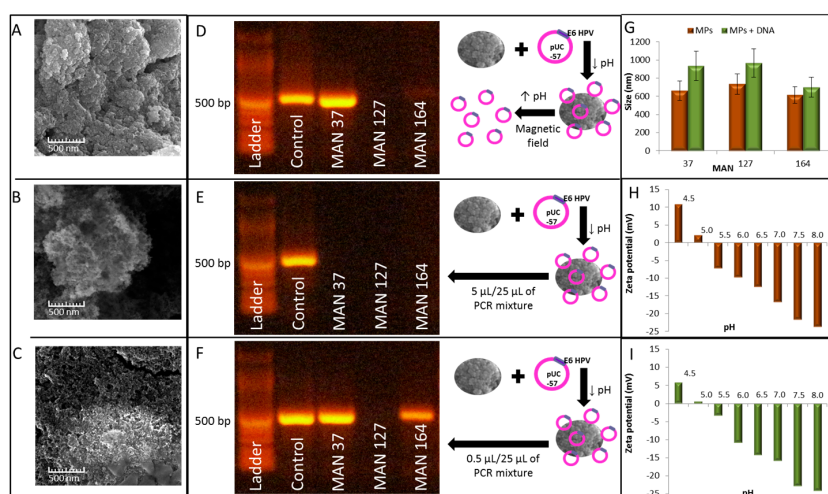 A
500 nm
B
500 nm
C
500 nm
D
500 bp
Ladder
Control
MAN 37
MAN 127
MAN 164
E6 HPV
pUC
-57
↓ pH
↑ pH
Magnetic
field
E
500 bp
Ladder
Control
MAN 37
MAN 127
MAN 164
E6 HPV
pUC
-57
↓ pH
5 µL/25 µL of
PCR mixture
F
500 bp
Ladder
Control
MAN 37
MAN 127
MAN 164
E6 HPV
pUC
-57
↓ pH
0.5 µL/25 µL of
PCR mixture
G
MPs MPs + DNA
Size (nm)
1200
1000
800
600
400
200
0
37 127 164
MAN
H
Zeta potential (mV)
15
10
5
0
-5
-10
-15
-20
-25
4.5 5.0 5.5 6.0 6.5 7.0 7.5 8.0
pH
I
Zeta potential (mV)
15
10
5
0
-5
-10
-15
-20
-25
4.5 5.0 5.5 6.0 6.5 7.0 7.5 8.0
pH